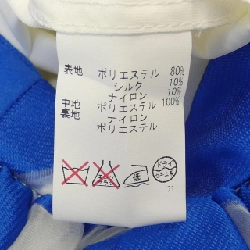 表地 ポリエステル 80%
シルク 10%
ナイロン 10%
中地 ポリエステル 100%
裏地 ナイロン
ポリエステル